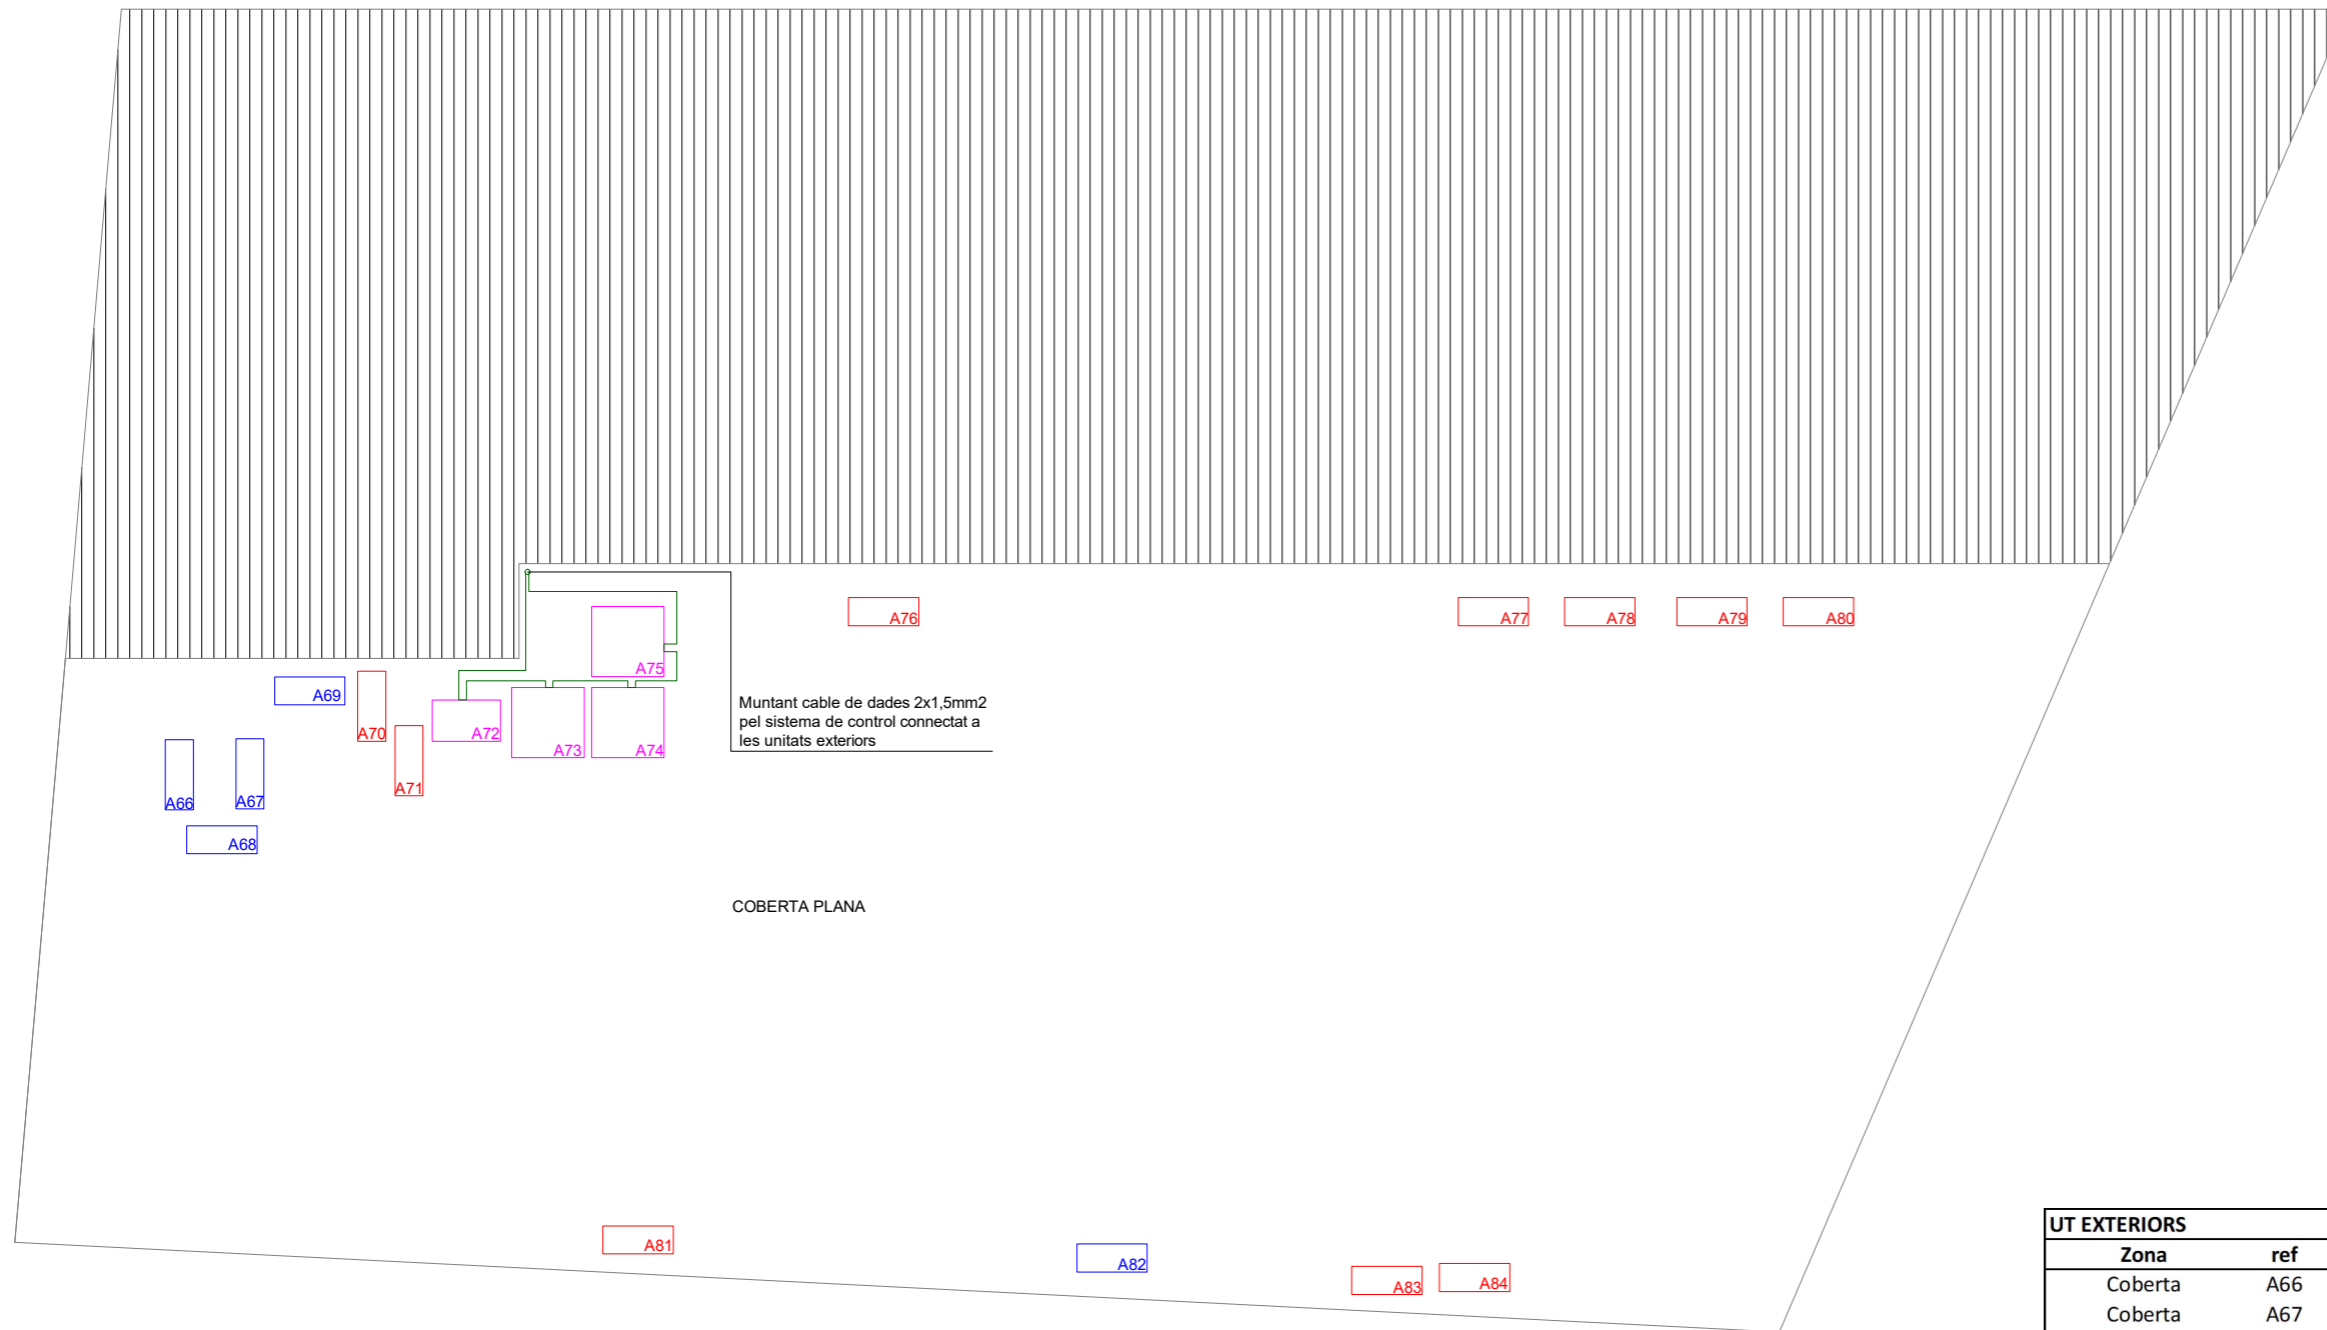 A76
A77
A78
A79
A80
A75
A69
A70
A72
A73
A74
Muntant cable de dades 2x1,5mm2
pel sistema de control connectat a
les unitats exteriors
A71
A66
A67
A68
COBERTA PLANA
A81
A82
A83
A84
UT EXTERIORS
Zona ref
Coberta A66
Coberta A67